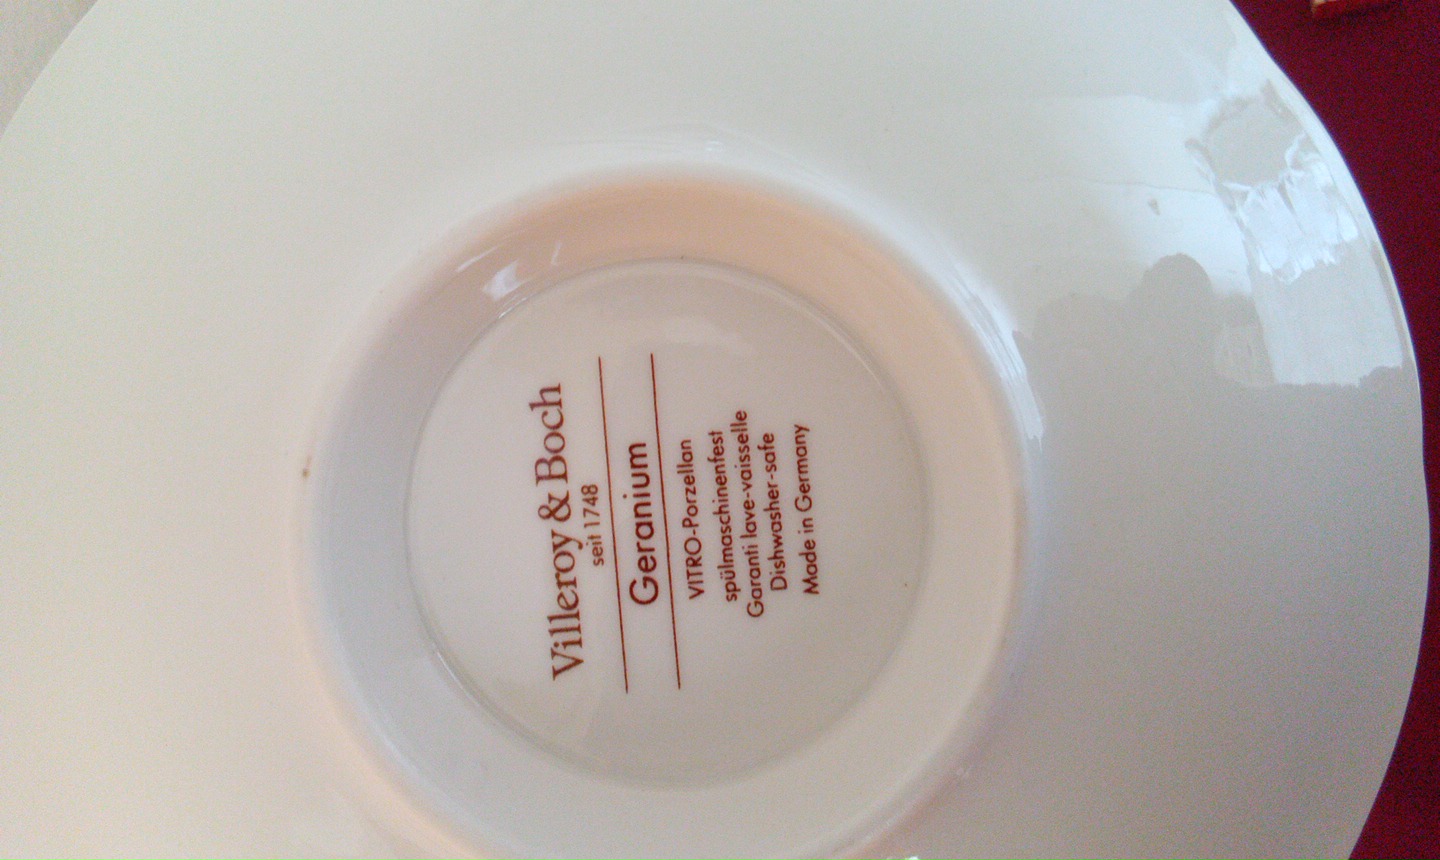 Villeroy & Boch
seit 1748
Geranium
VITRO-Porzellan
spülmaschinenfest
Garanti lave-vaisselle
Dishwasher-safe
Made in Germany